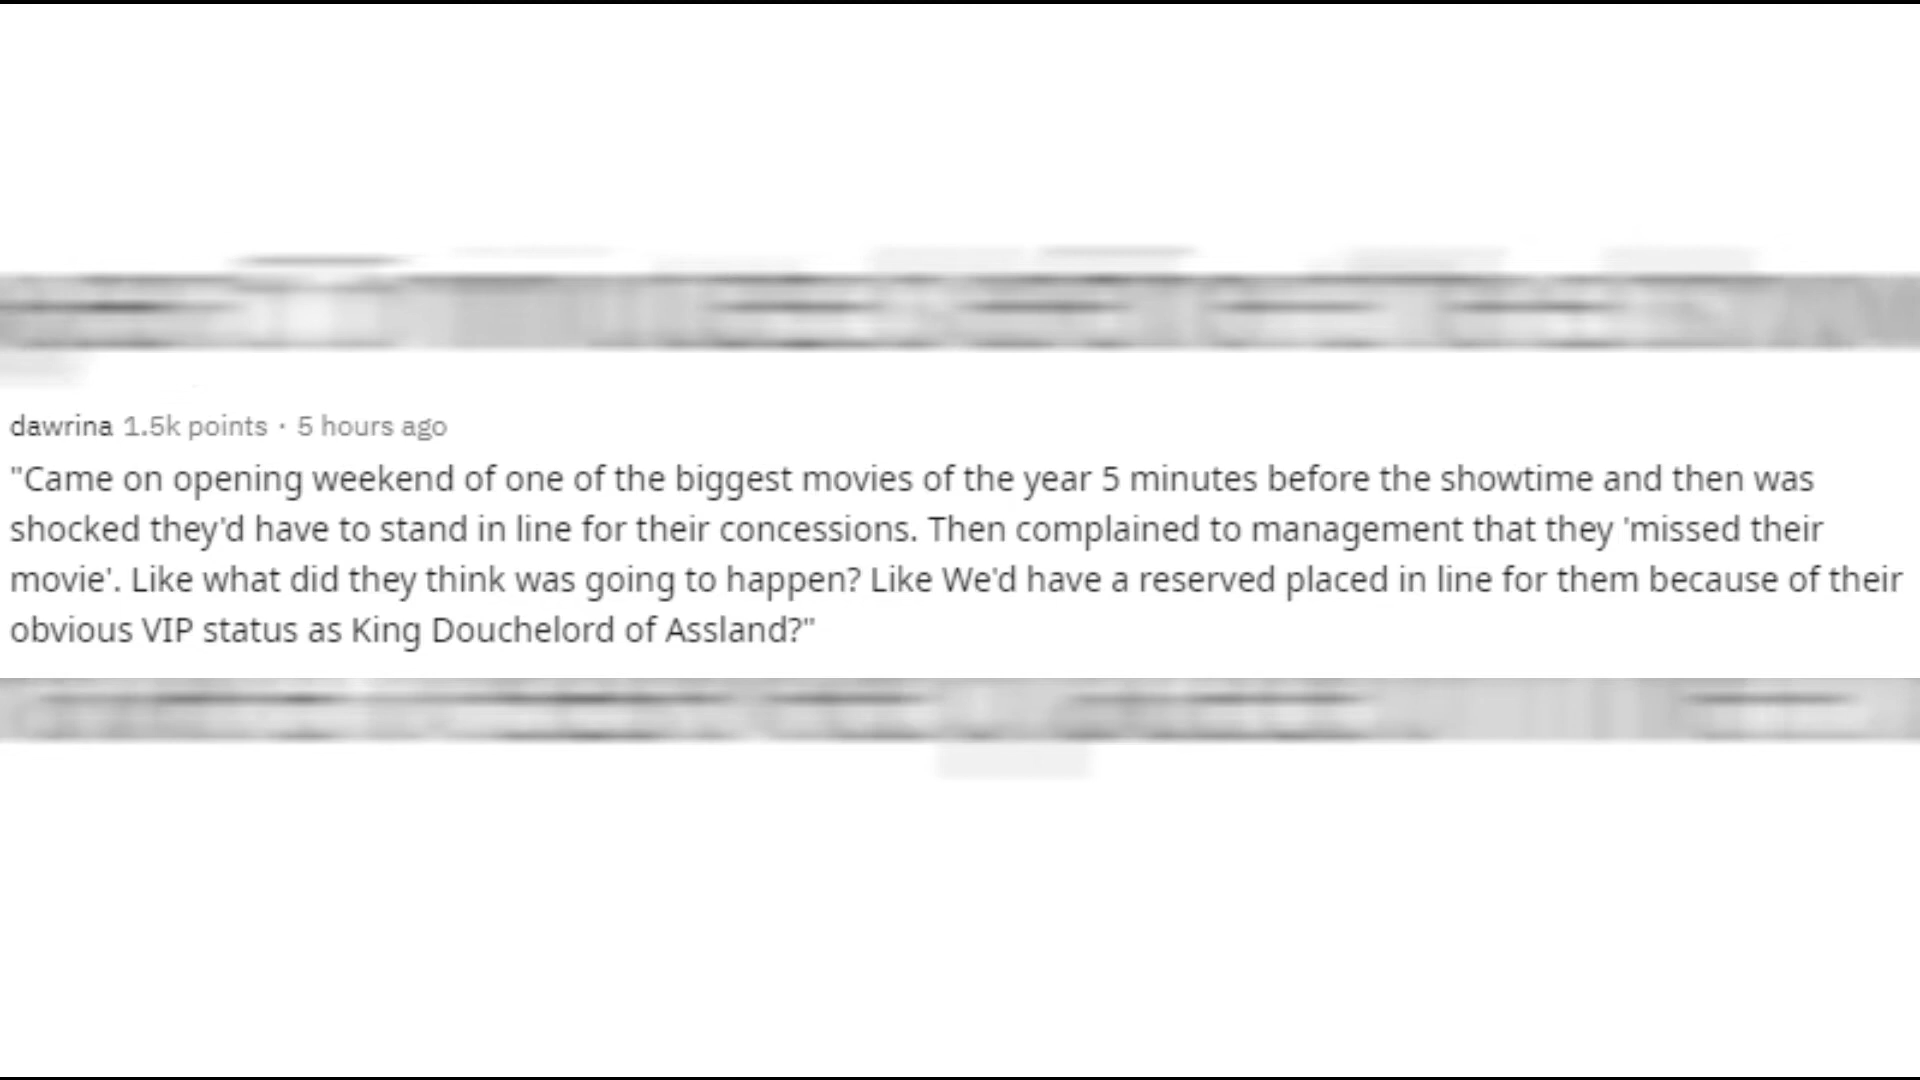 dawrina 1.5k points · 5 hours ago
"Came on opening weekend of one of the biggest movies of the year 5 minutes before the showtime and then was
shocked they'd have to stand in line for their concessions. Then complained to management that they 'missed their
movie'. Like what did they think was going to happen? Like We'd have a reserved placed in line for them because of their
obvious VIP status as King Douchelord of Assland?"